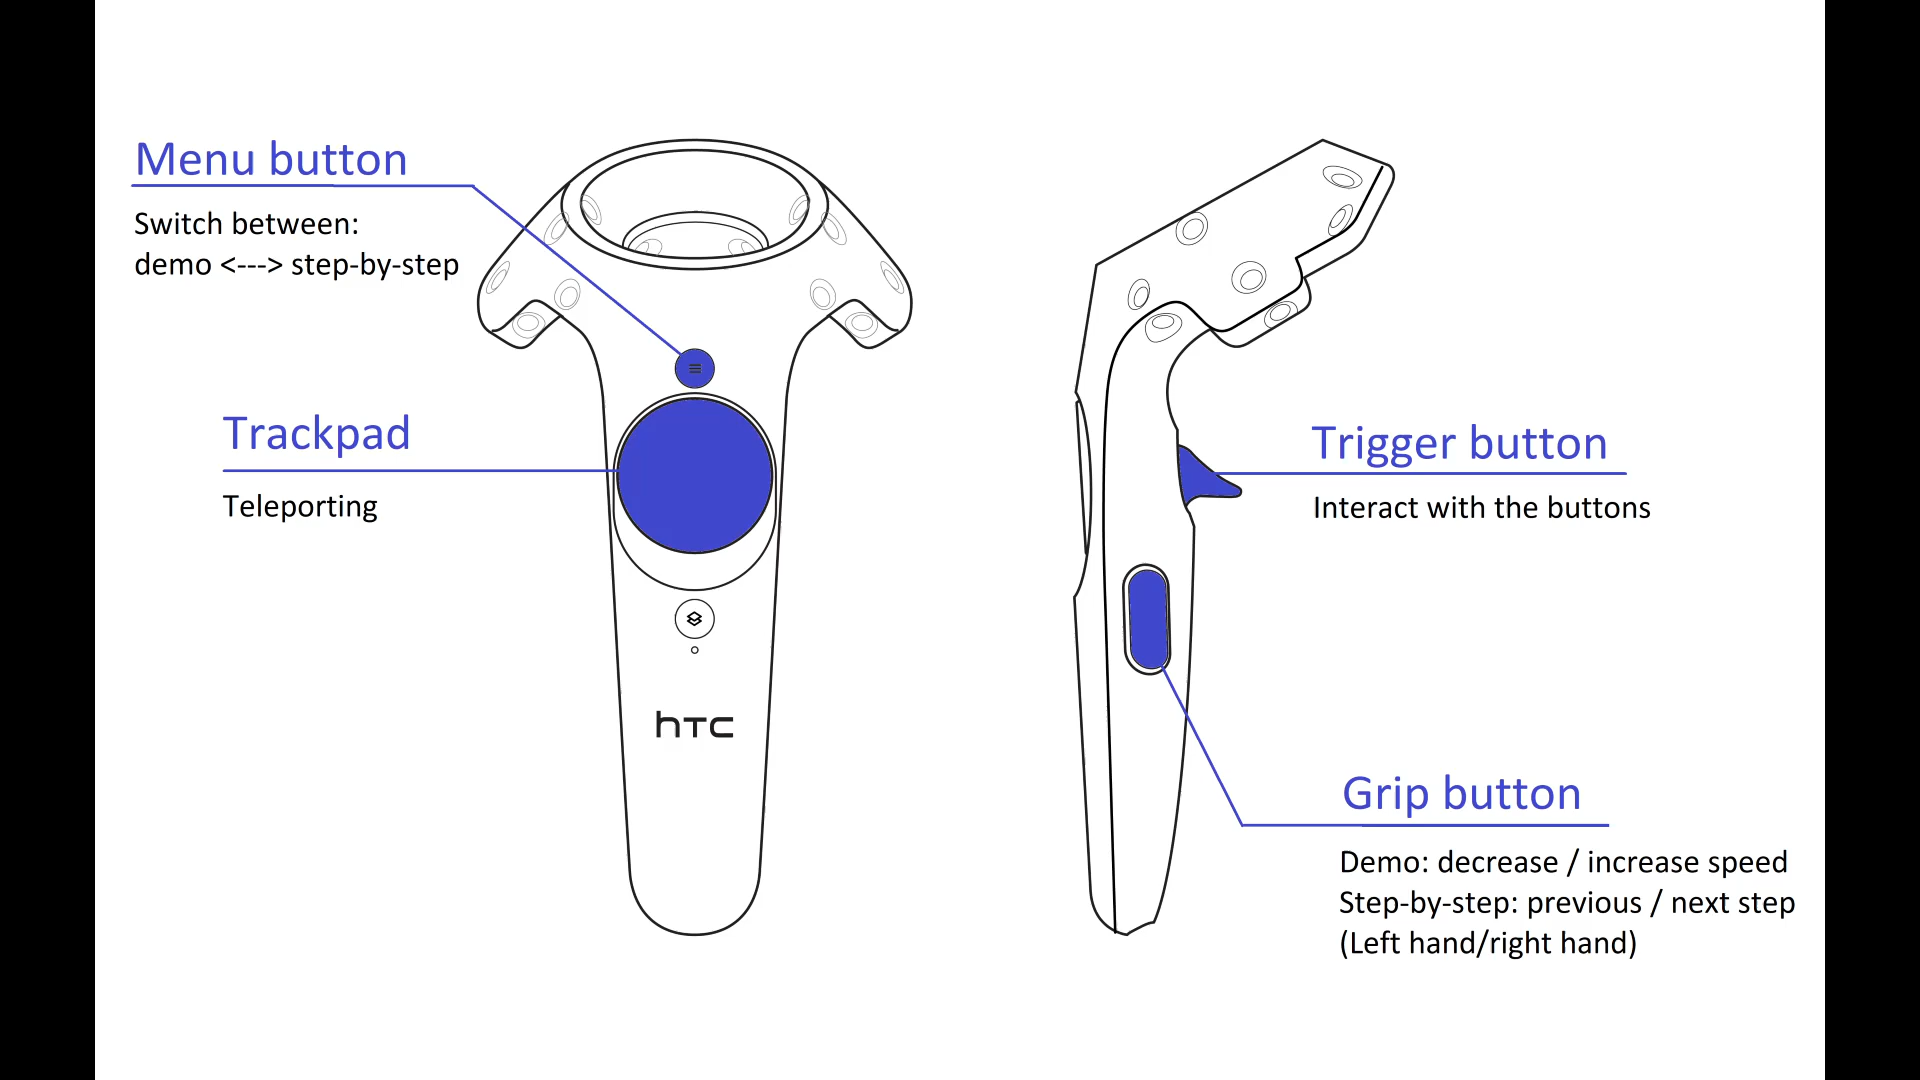 Menu button
Switch between:
demo <---> step-by-step
Trackpad
Teleporting
htc
Trigger button
Interact with the buttons
Grip button
Demo: decrease / increase speed
Step-by-step: previous / next step
(Left hand/right hand)